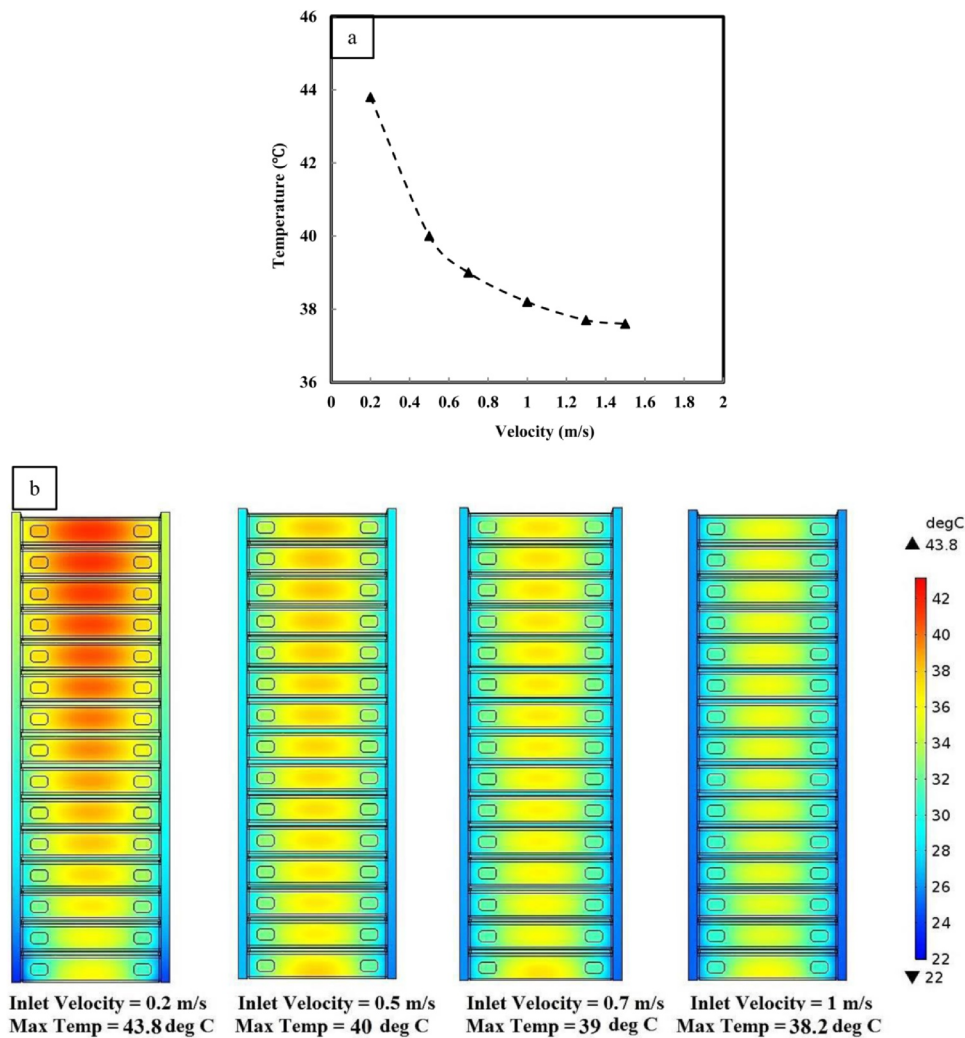 a
46
44
42
40
38
36
Temperature (℃)
0 0.2 0.4 0.6 0.8 1 1.2 1.4 1.6 1.8 2
Velocity (m/s)
b
degC
▲ 43.8
42
40
38
36
34
32
30
28
26
24
22
▼ 22
Inlet Velocity = 0.2 m/s
Max Temp = 43.8 deg C
Inlet Velocity = 0.5 m/s
Max Temp = 40 deg C
Inlet Velocity = 0.7 m/s
Max Temp = 39 deg C
Inlet Velocity = 1 m/s
Max Temp = 38.2 deg C